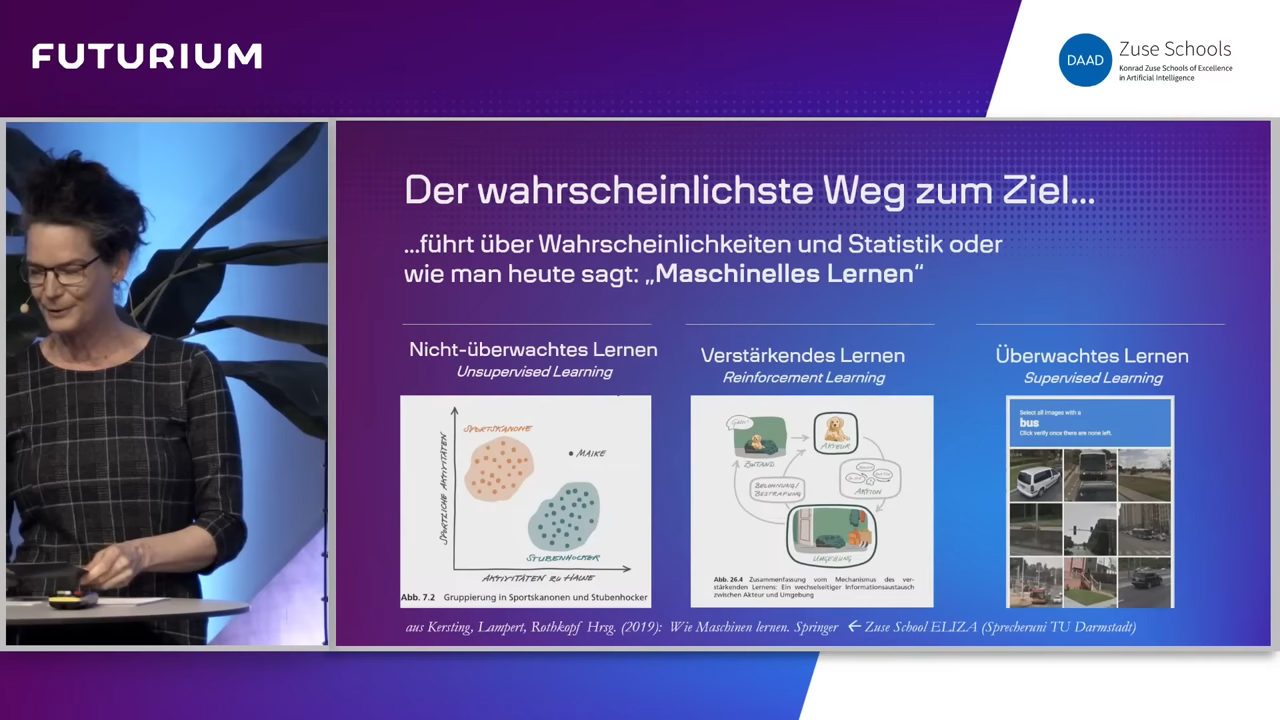 FUTURIUM
DAAD
Zuse Schools
Konrad Zuse Schools of Excellence
in Artificial Intelligence
Der wahrscheinlichste Weg zum Ziel...
...führt über Wahrscheinlichkeiten und Statistik oder
wie man heute sagt: „Maschinelles Lernen“
Nicht-überwachtes Lernen
Unsupervised Learning
SPORTSKANONE
MAIKE
STUBENHOCKER
SPORTLICHE AKTIVITÄTEN
AKTIVITÄTEN ZU HAUSE
Abb. 7.2 Gruppierung in Sportskanonen und Stubenhocker
Verstärkendes Lernen
Reinforcement Learning
AKTEUR
ZUSTAND
BELOHNUNG/
BESTRAFUNG
AKTION
UMGEBUNG
Abb. 26.4 Zusammenfassung vom Mechanismus des ver-
stärkenden Lernens: Ein wechselseitiger Informationsaustausch
zwischen Akteur und Umgebung
Überwachtes Lernen
Supervised Learning
Select all images with a
bus
Click verify once there are none left.
aus Kersting, Lampert, Rothkopf Hrsg. (2019): Wie Maschinen lernen. Springer ← Zuse School ELIZA (Sprecheruni TU Darmstadt)